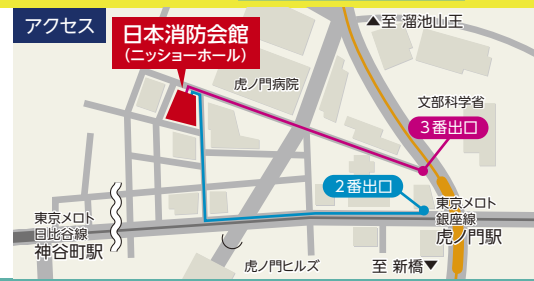 アクセス
日本消防会館
(ニッショーホール)
▲至 溜池山王
虎ノ門病院
文部科学省
3番出口
2番出口
東京メトロ
銀座線
虎ノ門駅
東京メトロ
日比谷線
神谷町駅
虎ノ門ヒルズ
至 新橋▼